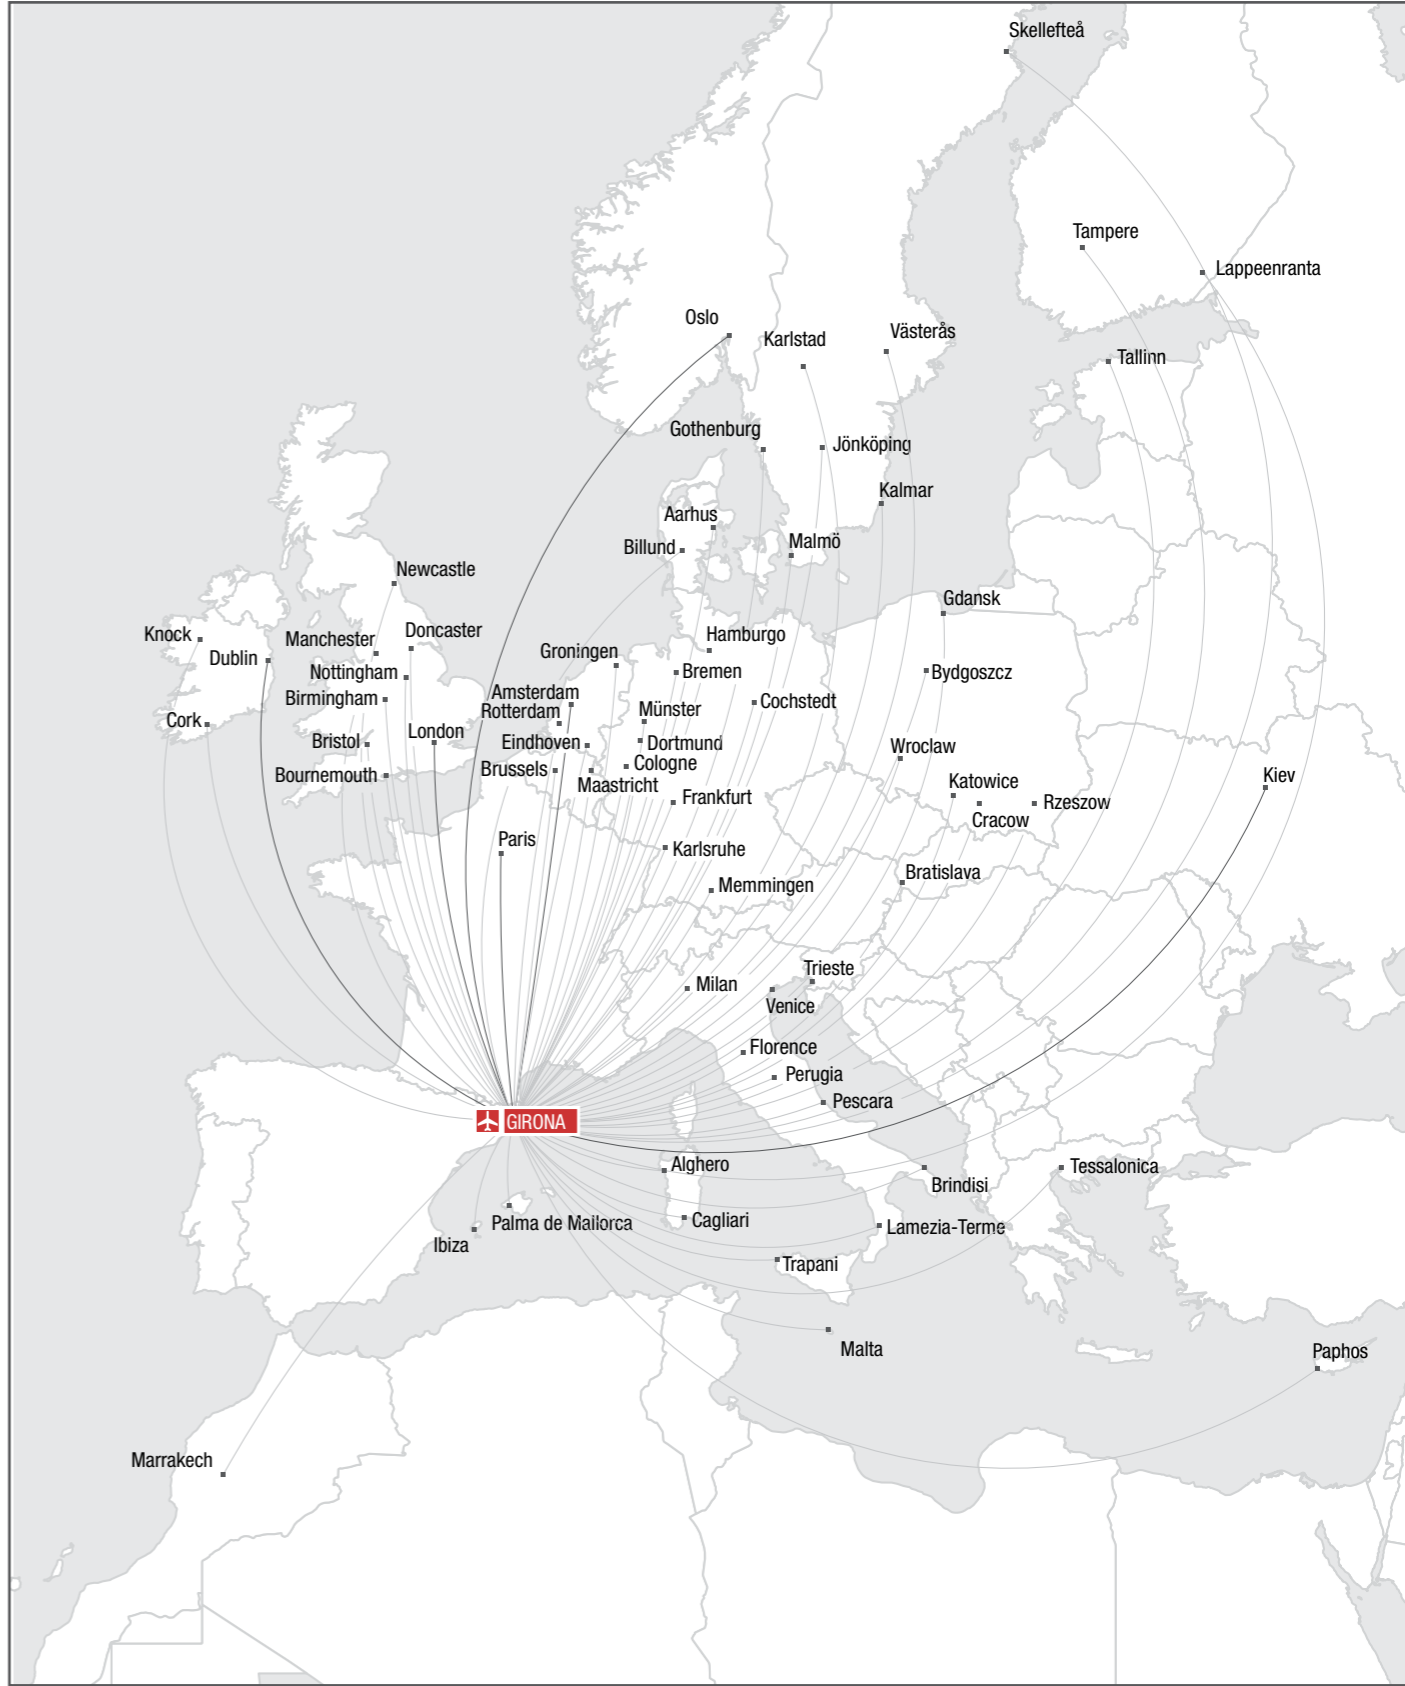 Skellefteå
Tampere
Lappeenranta
Oslo
Karlstad
Västerås
Tallinn
Gothenburg
Jönköping
Kalmar
Aarhus
Billund
Malmö
Newcastle
Gdansk
Knock
Manchester
Doncaster
Dublin
Hamburgo
Groningen
Nottingham
Bremen
Bydgoszcz
Birmingham
Amsterdam
Rotterdam
Münster
Cochstedt
Cork
London
Bristol
Eindhoven
Dortmund
Wroclaw
Brussels
Cologne
Bournemouth
Maastricht
Katowice
Kiev
Frankfurt
Rzeszow
Cracow
Paris
Karlsruhe
Memmingen
Bratislava
Trieste
Milan
Venice
Florence
Perugia
Pescara
GIRONA
Alghero
Tessalonica
Brindisi
Palma de Mallorca
Cagliari
Lamezia-Terme
Ibiza
Trapani
Malta
Paphos
Marrakech